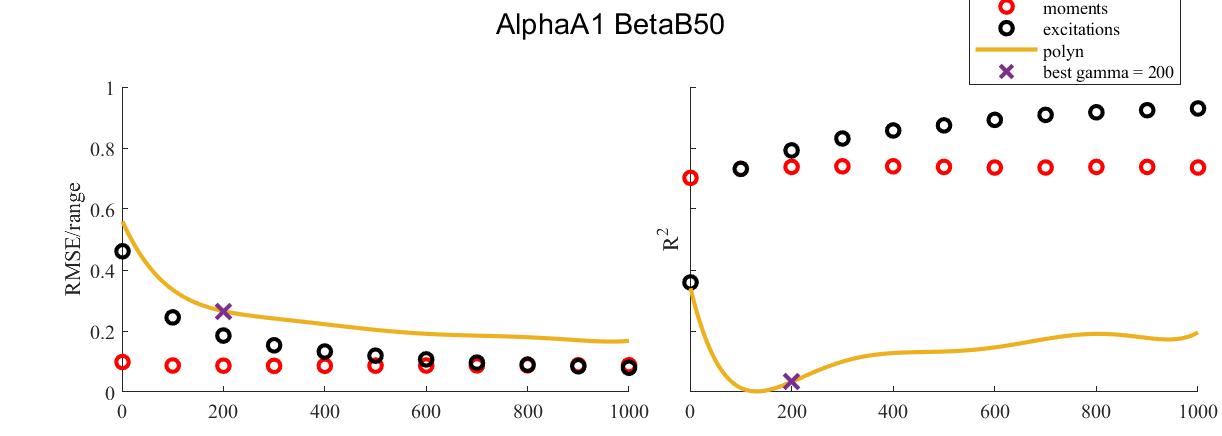 AlphaA1 BetaB50
moments
excitations
polyn
best gamma = 200
RMSE/range
1
0.8
0.6
0.4
0.2
0
0 200 400 600 800 1000
R²
0 200 400 600 800 1000